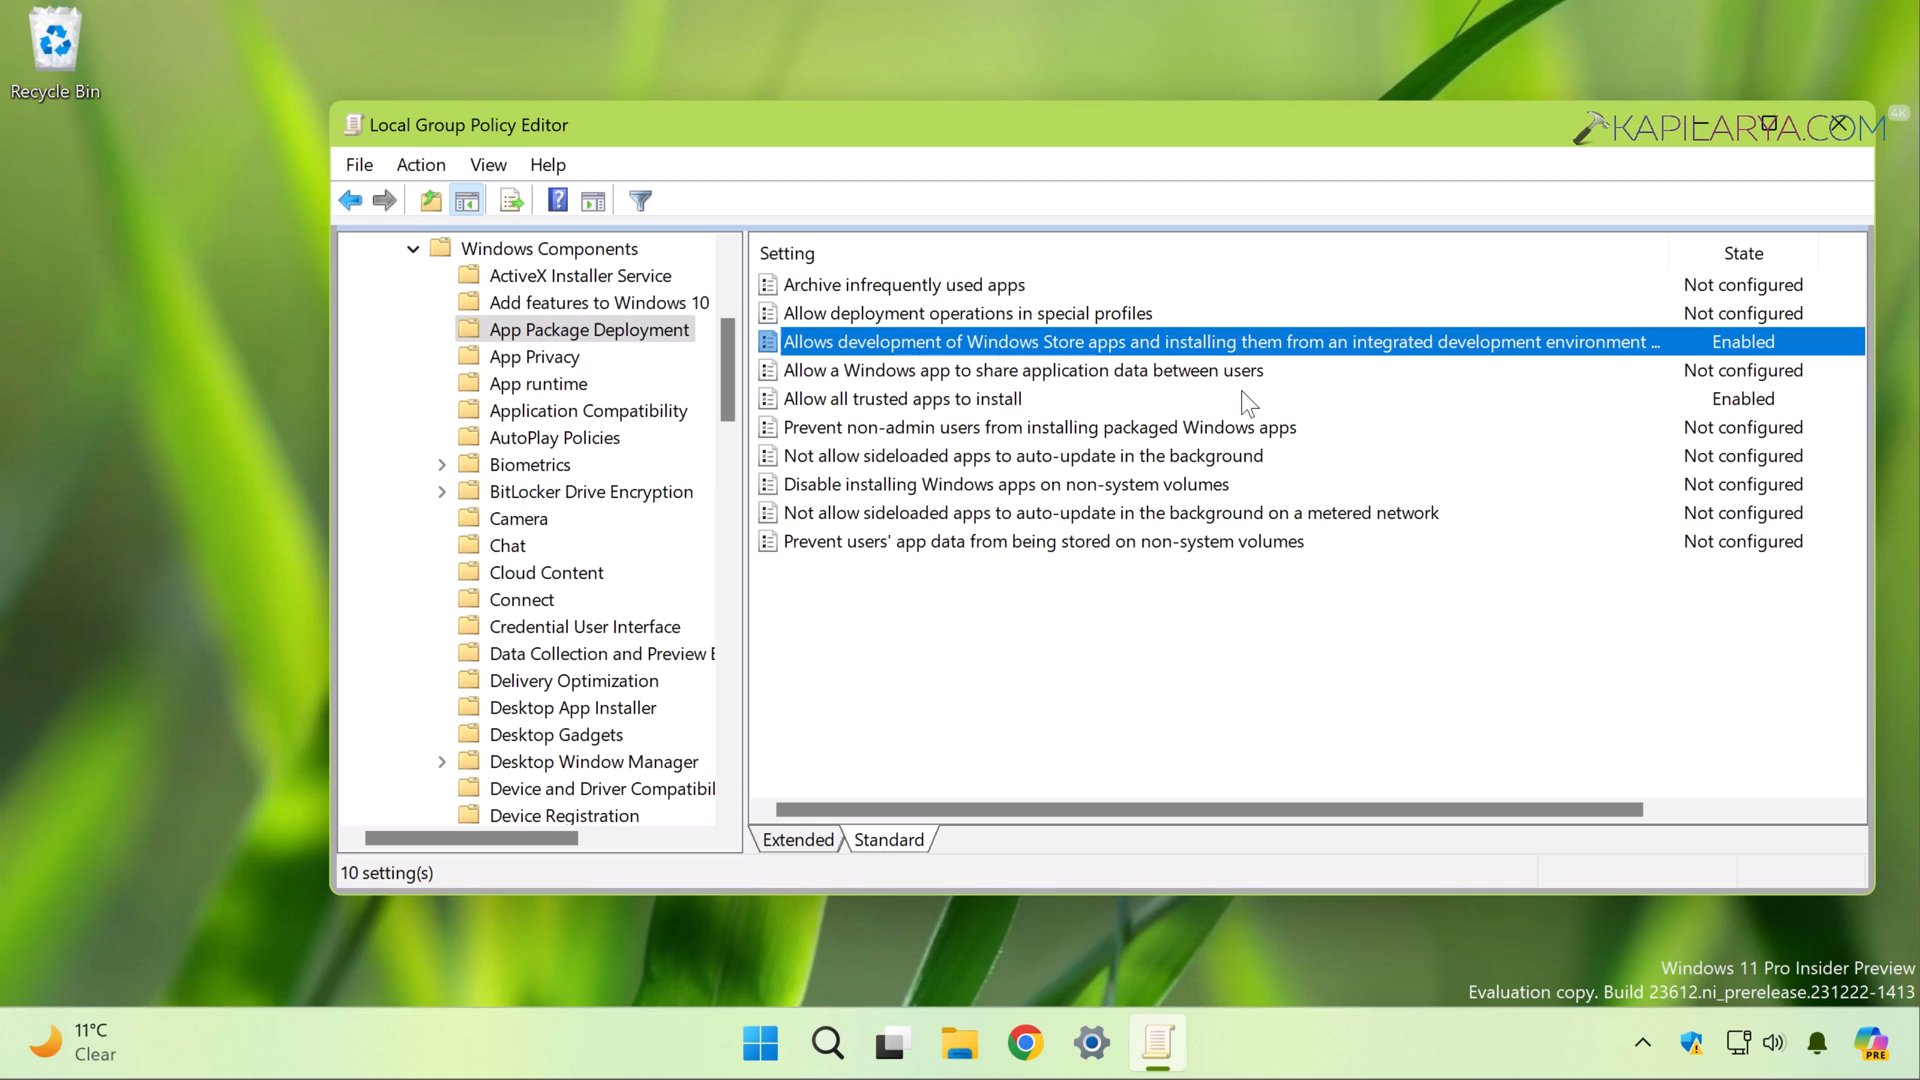 Recycle Bin
Local Group Policy Editor
KAPILARYA.COM
4K
File Action View Help
Windows Components
ActiveX Installer Service
Add features to Windows 10
App Package Deployment
App Privacy
App runtime
Application Compatibility
AutoPlay Policies
Biometrics
BitLocker Drive Encryption
Camera
Chat
Cloud Content
Connect
Credential User Interface
Data Collection and Preview
Delivery Optimization
Desktop App Installer
Desktop Gadgets
Desktop Window Manager
Device and Driver Compatibil
Device Registration
Setting State
Archive infrequently used apps Not configured
Allow deployment operations in special profiles Not configured
Allows development of Windows Store apps and installing them from an integrated development environment ... Enabled
Allow a Windows app to share application data between users Not configured
Allow all trusted apps to install Enabled
Prevent non-admin users from installing packaged Windows apps Not configured
Not allow sideloaded apps to auto-update in the background Not configured
Disable installing Windows apps on non-system volumes Not configured
Not allow sideloaded apps to auto-update in the background on a metered network Not configured
Prevent users' app data from being stored on non-system volumes Not configured
Extended Standard
10 setting(s)
Windows 11 Pro Insider Preview
Evaluation copy. Build 23612.ni_prerelease.231222-1413
11°C
Clear
PRE